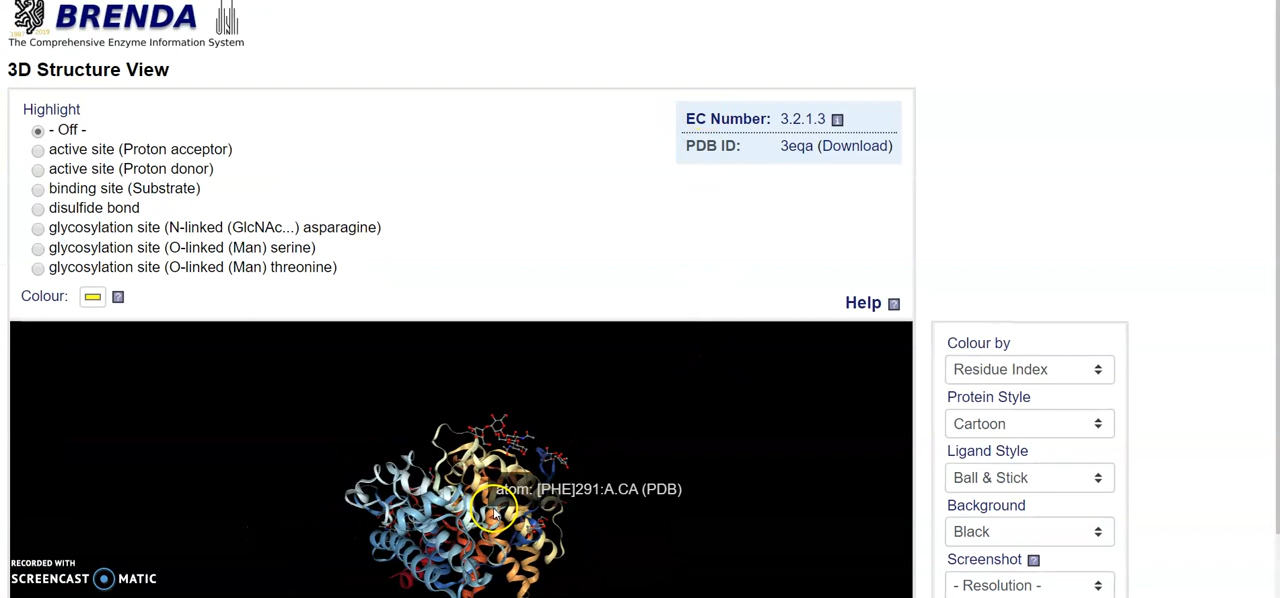 BRENDA
1987 2019
The Comprehensive Enzyme Information System
3D Structure View
Highlight
- Off -
active site (Proton acceptor)
active site (Proton donor)
binding site (Substrate)
disulfide bond
glycosylation site (N-linked (GlcNAc...) asparagine)
glycosylation site (O-linked (Man) serine)
glycosylation site (O-linked (Man) threonine)
Colour: ?
EC Number: 3.2.1.3 i
PDB ID: 3eqa (Download)
Help ?
atom: [PHE]291:A.CA (PDB)
RECORDED WITH
SCREENCAST MATIC
Colour by
Residue Index
Protein Style
Cartoon
Ligand Style
Ball & Stick
Background
Black
Screenshot ?
- Resolution -